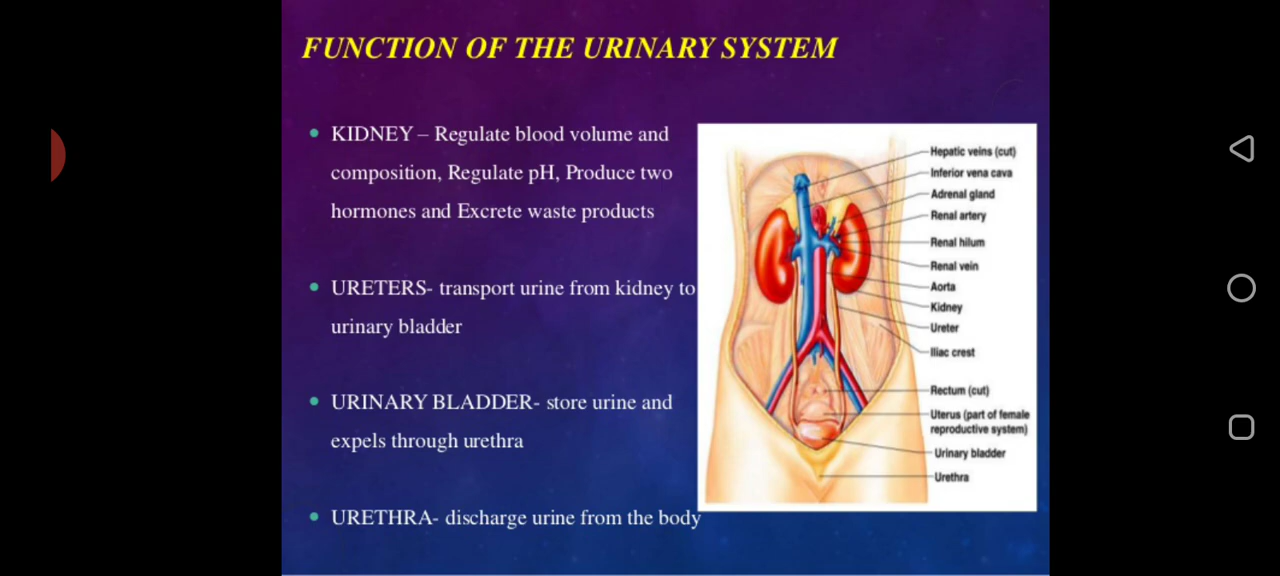 FUNCTION OF THE URINARY SYSTEM
• KIDNEY – Regulate blood volume and
composition, Regulate pH, Produce two
hormones and Excrete waste products
• URETERS- transport urine from kidney to
urinary bladder
• URINARY BLADDER- store urine and
expels through urethra
• URETHRA- discharge urine from the body
Hepatic veins (cut)
Inferior vena cava
Adrenal gland
Renal artery
Renal hilum
Renal vein
Aorta
Kidney
Ureter
Iliac crest
Rectum (cut)
Uterus (part of female
reproductive system)
Urinary bladder
Urethra